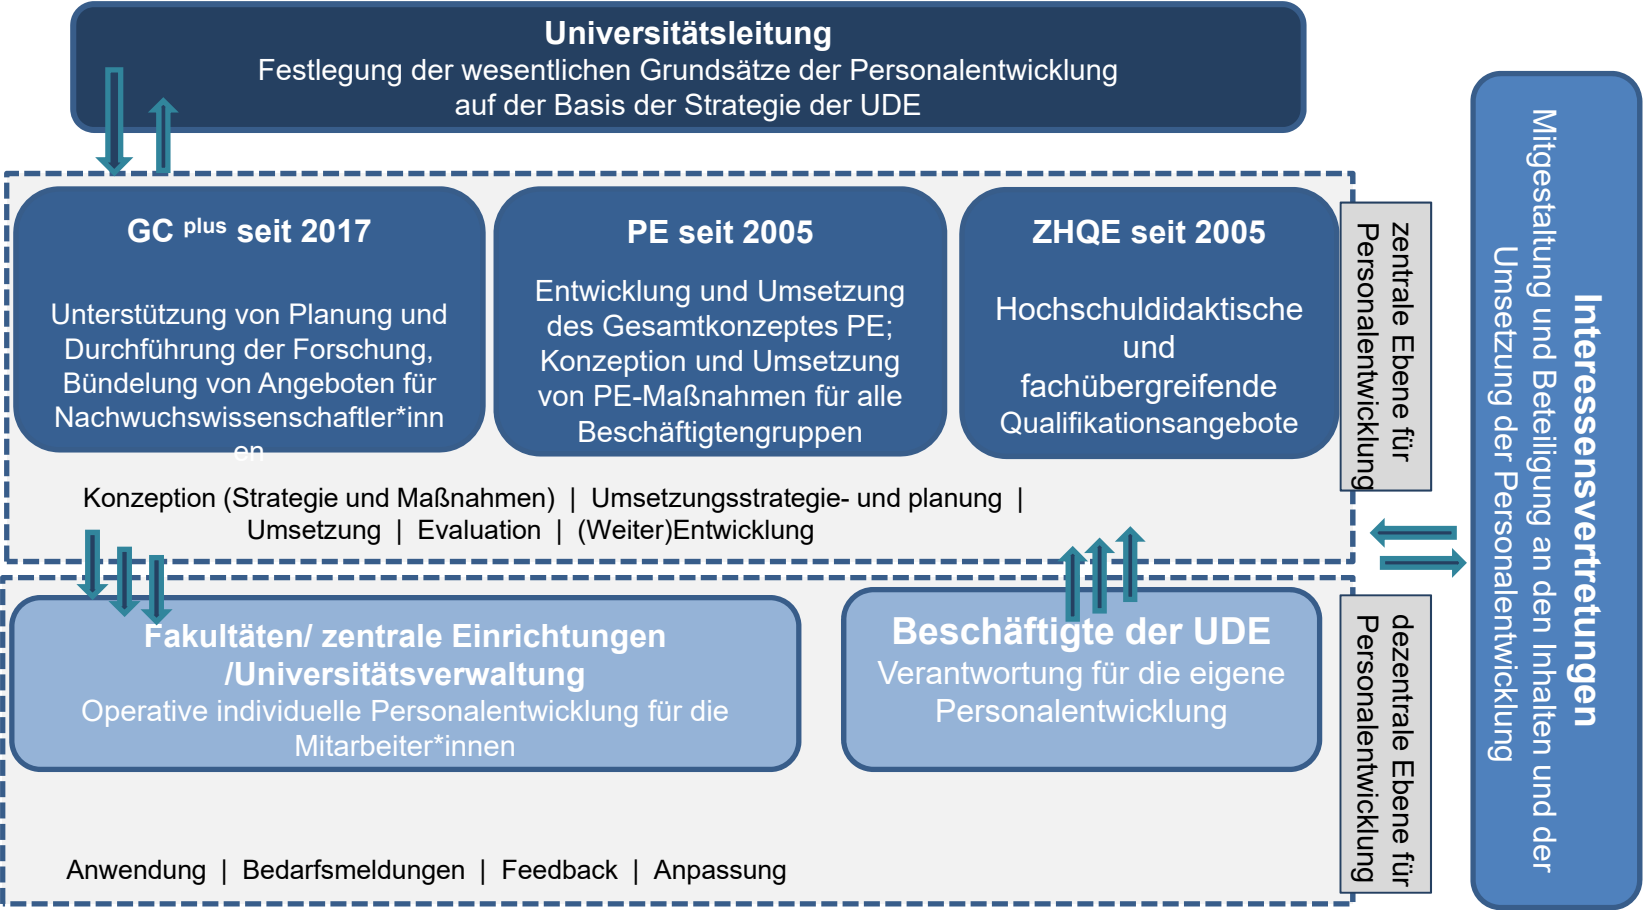 Universitätsleitung
Festlegung der wesentlichen Grundsätze der Personalentwicklung
auf der Basis der Strategie der UDE
GC plus seit 2017
Unterstützung von Planung und
Durchführung der Forschung,
Bündelung von Angeboten für
Nachwuchswissenschaftler*inn
en
PE seit 2005
Entwicklung und Umsetzung
des Gesamtkonzeptes PE;
Konzeption und Umsetzung
von PE-Maßnahmen für alle
Beschäftigtengruppen
ZHQE seit 2005
Hochschuldidaktische
und
fachübergreifende
Qualifikationsangebote
zentrale Ebene für
Personalentwicklung
Konzeption (Strategie und Maßnahmen) | Umsetzungsstrategie- und planung |
Umsetzung | Evaluation | (Weiter)Entwicklung
Fakultäten/ zentrale Einrichtungen
/Universitätsverwaltung
Operative individuelle Personalentwicklung für die
Mitarbeiter*innen
Beschäftigte der UDE
Verantwortung für die eigene
Personalentwicklung
dezentrale Ebene für
Personalentwicklung
Anwendung | Bedarfsmeldungen | Feedback | Anpassung
Interessensvertretungen
Mitgestaltung und Beteiligung an den Inhalten und der
Umsetzung der Personalentwicklung